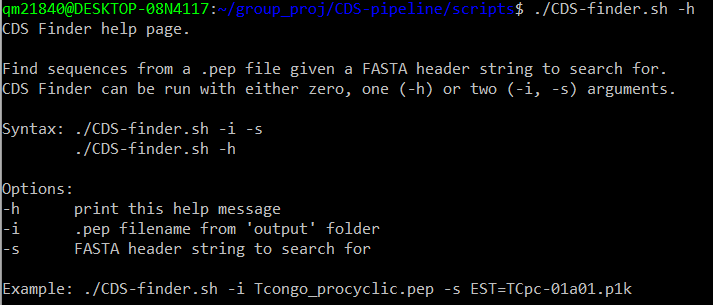 qm21840@DESKTOP-08N4117:~/group_proj/CDS-pipeline/scripts$ ./CDS-finder.sh -h
CDS Finder help page.
Find sequences from a .pep file given a FASTA header string to search for.
CDS Finder can be run with either zero, one (-h) or two (-i, -s) arguments.
Syntax: ./CDS-finder.sh -i -s
./CDS-finder.sh -h
Options:
-h print this help message
-i .pep filename from 'output' folder
-s FASTA header string to search for
Example: ./CDS-finder.sh -i Tcongo_procyclic.pep -s EST=TCpc-01a01.p1k